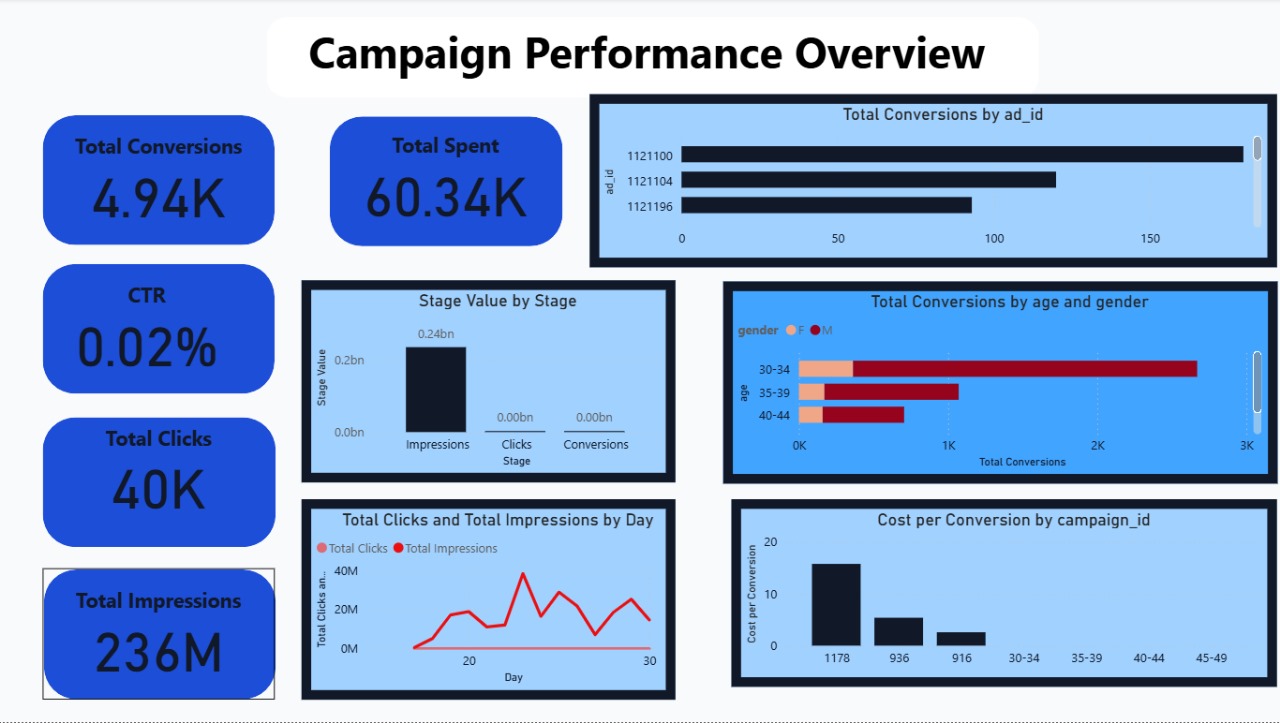 Campaign Performance Overview
Total Conversions
4.94K
Total Spent
60.34K
CTR
0.02%
Total Clicks
40K
Total Impressions
236M
Total Conversions by ad_id
ad_id
1121100
1121104
1121196
0 50 100 150
Stage Value by Stage
Stage Value
0.2bn
0.0bn
0.24bn
0.00bn
0.00bn
Impressions Clicks Conversions
Stage
Total Conversions by age and gender
gender F M
age
30-34
35-39
40-44
0K 1K 2K 3K
Total Conversions
Total Clicks and Total Impressions by Day
Total Clicks Total Impressions
Total Clicks an...
40M
20M
0M
20 30
Day
Cost per Conversion by campaign_id
Cost per Conversion
20
10
0
1178 936 916 30-34 35-39 40-44 45-49